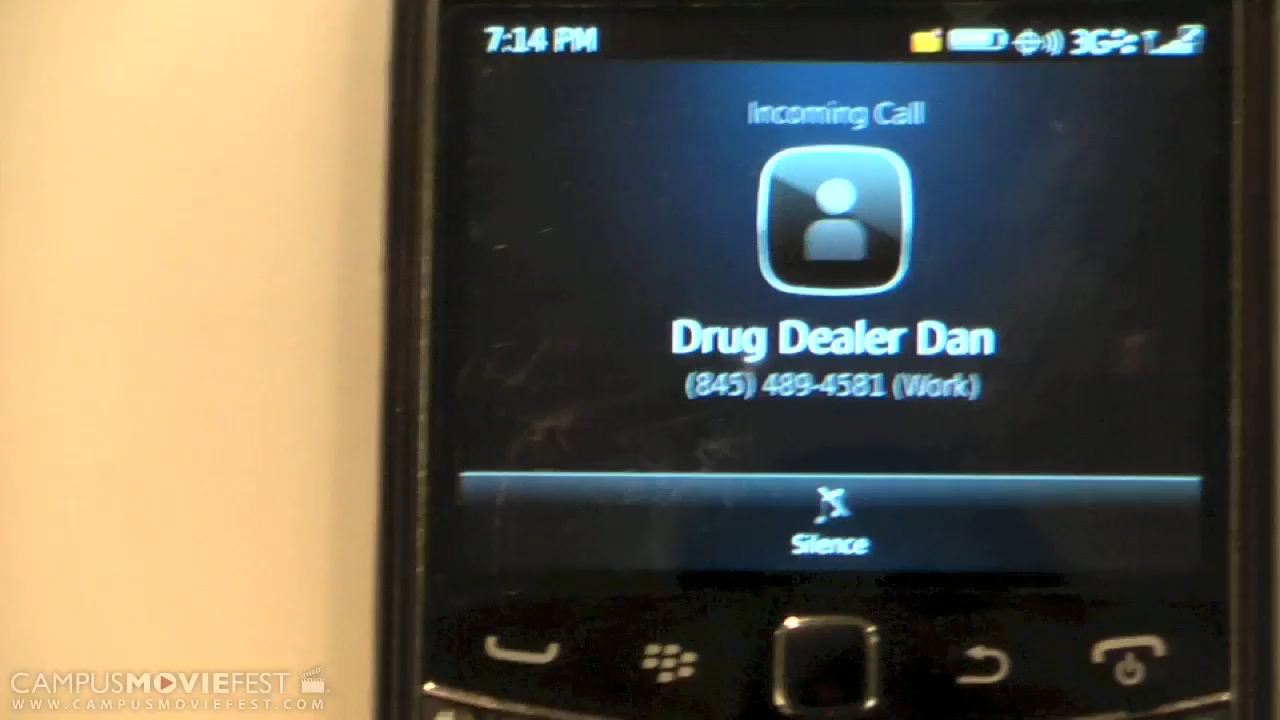 7:14 PM
3G
Incoming Call
Drug Dealer Dan
(845) 489-4581 (Work)
Silence
CAMPUSMOVIEFEST
WWW.CAMPUSMOVIEFEST.COM